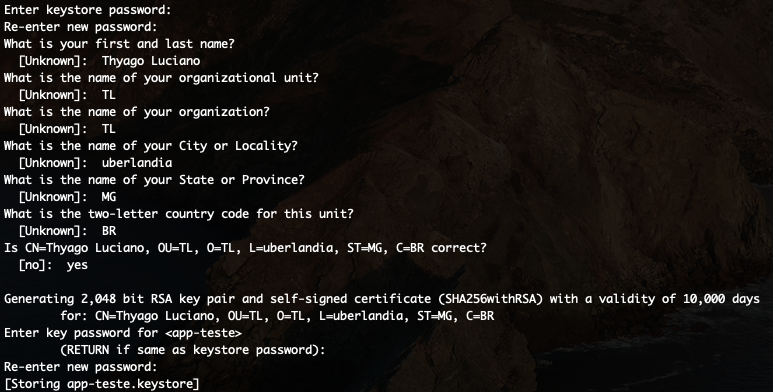 Enter keystore password:
Re-enter new password:
What is your first and last name?
[Unknown]: Thyago Luciano
What is the name of your organizational unit?
[Unknown]: TL
What is the name of your organization?
[Unknown]: TL
What is the name of your City or Locality?
[Unknown]: uberlandia
What is the name of your State or Province?
[Unknown]: MG
What is the two-letter country code for this unit?
[Unknown]: BR
Is CN=Thyago Luciano, OU=TL, O=TL, L=uberlandia, ST=MG, C=BR correct?
[no]: yes
Generating 2,048 bit RSA key pair and self-signed certificate (SHA256withRSA) with a validity of 10,000 days
for: CN=Thyago Luciano, OU=TL, O=TL, L=uberlandia, ST=MG, C=BR
Enter key password for <app-teste>
(RETURN if same as keystore password):
Re-enter new password:
[Storing app-teste.keystore]